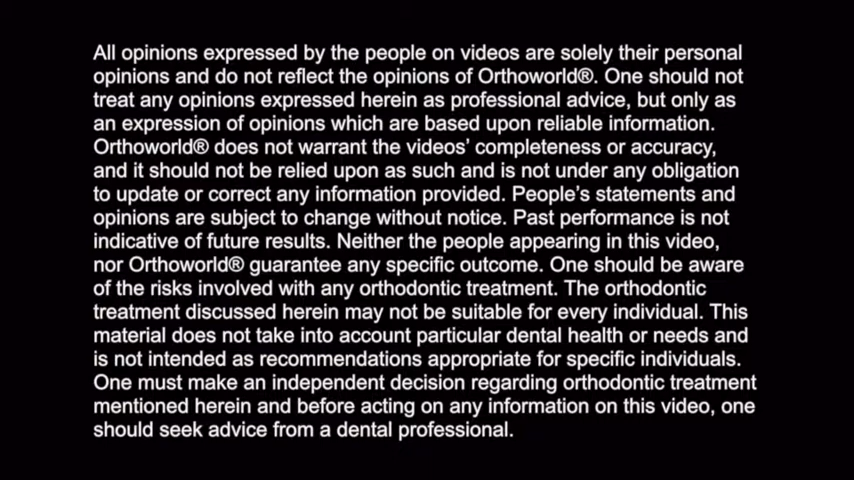 All opinions expressed by the people on videos are solely their personal
opinions and do not reflect the opinions of Orthoworld®. One should not
treat any opinions expressed herein as professional advice, but only as
an expression of opinions which are based upon reliable information.
Orthoworld® does not warrant the videos’ completeness or accuracy,
and it should not be relied upon as such and is not under any obligation
to update or correct any information provided. People’s statements and
opinions are subject to change without notice. Past performance is not
indicative of future results. Neither the people appearing in this video,
nor Orthoworld® guarantee any specific outcome. One should be aware
of the risks involved with any orthodontic treatment. The orthodontic
treatment discussed herein may not be suitable for every individual. This
material does not take into account particular dental health or needs and
is not intended as recommendations appropriate for specific individuals.
One must make an independent decision regarding orthodontic treatment
mentioned herein and before acting on any information on this video, one
should seek advice from a dental professional.